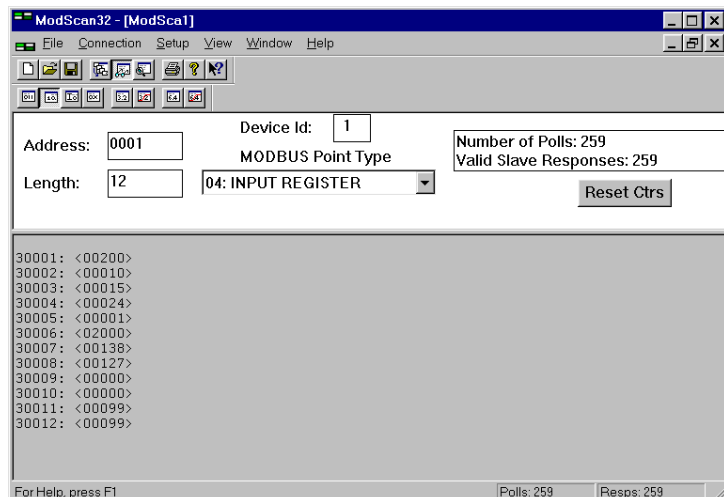 ModScan32 - [ModSca1]
File Connection Setup View Window Help
Address: 0001
Device Id: 1
MODBUS Point Type
Length: 12
04: INPUT REGISTER
Number of Polls: 259
Valid Slave Responses: 259
Reset Ctrs
30001: <00200>
30002: <00010>
30003: <00015>
30004: <00024>
30005: <00001>
30006: <02000>
30007: <00138>
30008: <00127>
30009: <00000>
30010: <00000>
30011: <00099>
30012: <00099>
For Help, press F1
Polls: 259
Resps: 259